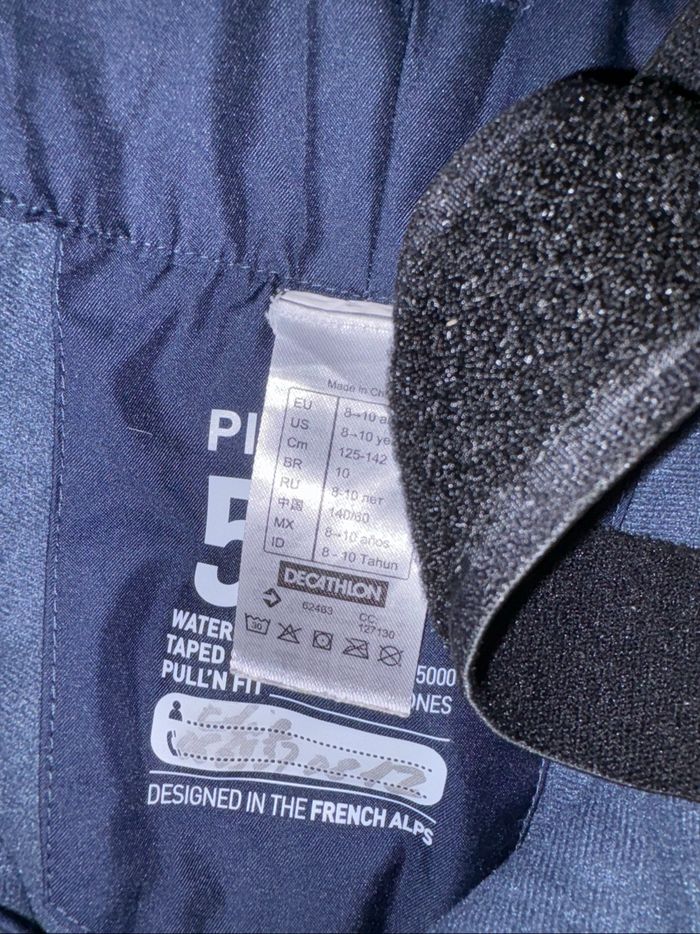 Made in Ch
EU 8-10 a
US 8-10 ye
Cm 125-142
BR 10
RU 8-10 лет
中国 140/60
MX 8-10 años
ID 8 - 10 Tahun
DECATHLON
62463 CC:
127130
30
PI
5
WATER
TAPED 5000
PULL'N FIT ONES
DESIGNED IN THE FRENCH ALPS